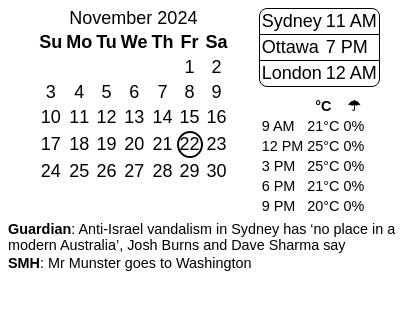 November 2024
Su Mo Tu We Th Fr Sa
1 2
3 4 5 6 7 8 9
10 11 12 13 14 15 16
17 18 19 20 21 22 23
24 25 26 27 28 29 30
Sydney 11 AM
Ottawa 7 PM
London 12 AM
°C ☂
9 AM 21°C 0%
12 PM 25°C 0%
3 PM 25°C 0%
6 PM 21°C 0%
9 PM 20°C 0%
Guardian: Anti-Israel vandalism in Sydney has ‘no place in a
modern Australia’, Josh Burns and Dave Sharma say
SMH: Mr Munster goes to Washington